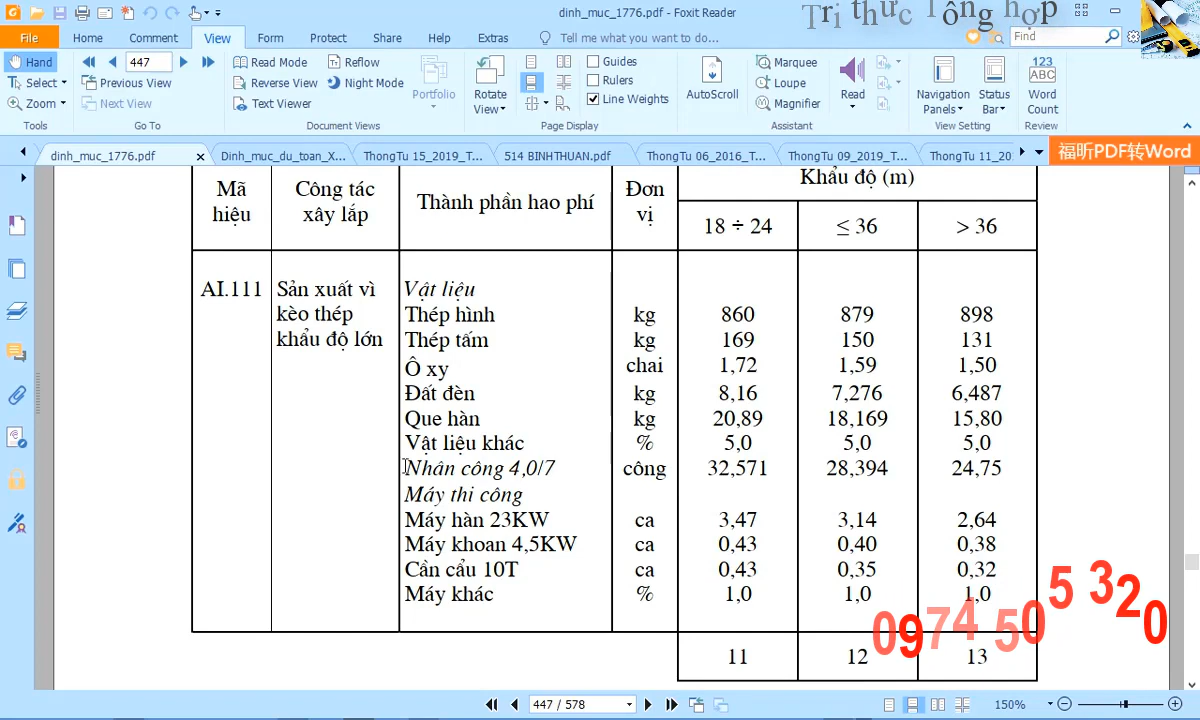 dinh_muc_1776.pdf - Foxit Reader
Tri thức Tổng hợp
File Home Comment View Form Protect Share Help Extras Tell me what you want to do... Find
Hand 447 Read Mode Reflow Guides Marquee 123
Select Previous View Reverse View Night Mode Rulers Loupe ABC
Zoom Next View Text Viewer Portfolio Rotate View Line Weights AutoScroll Magnifier Read Navigation Panels Status Bar Word Count
Tools Go To Document Views Page Display Assistant View Setting Review
dinh_muc_1776.pdf Dinh_muc_du_toan_X... ThongTu 15_2019_T... 514 BINHTHUAN.pdf ThongTu 06_2016_T... ThongTu 09_2019_T... ThongTu 11_20 福昕PDF转Word
Mã hiệu Công tác xây lắp Thành phần hao phí Đơn vị Khẩu độ (m)
18 ÷ 24 ≤ 36 > 36
AI.111 Sản xuất vì kèo thép khẩu độ lớn Vật liệu
Thép hình kg 860 879 898
Thép tấm kg 169 150 131
Ô xy chai 1,72 1,59 1,50
Đất đèn kg 8,16 7,276 6,487
Que hàn kg 20,89 18,169 15,80
Vật liệu khác % 5,0 5,0 5,0
Nhân công 4,0/7 công 32,571 28,394 24,75
Máy thi công
Máy hàn 23KW ca 3,47 3,14 2,64
Máy khoan 4,5KW ca 0,43 0,40 0,38
Cần cẩu 10T ca 0,43 0,35 0,32
Máy khác % 1,0 1,0 1,0
0974 505 320
11 12 13
447 / 578 150%